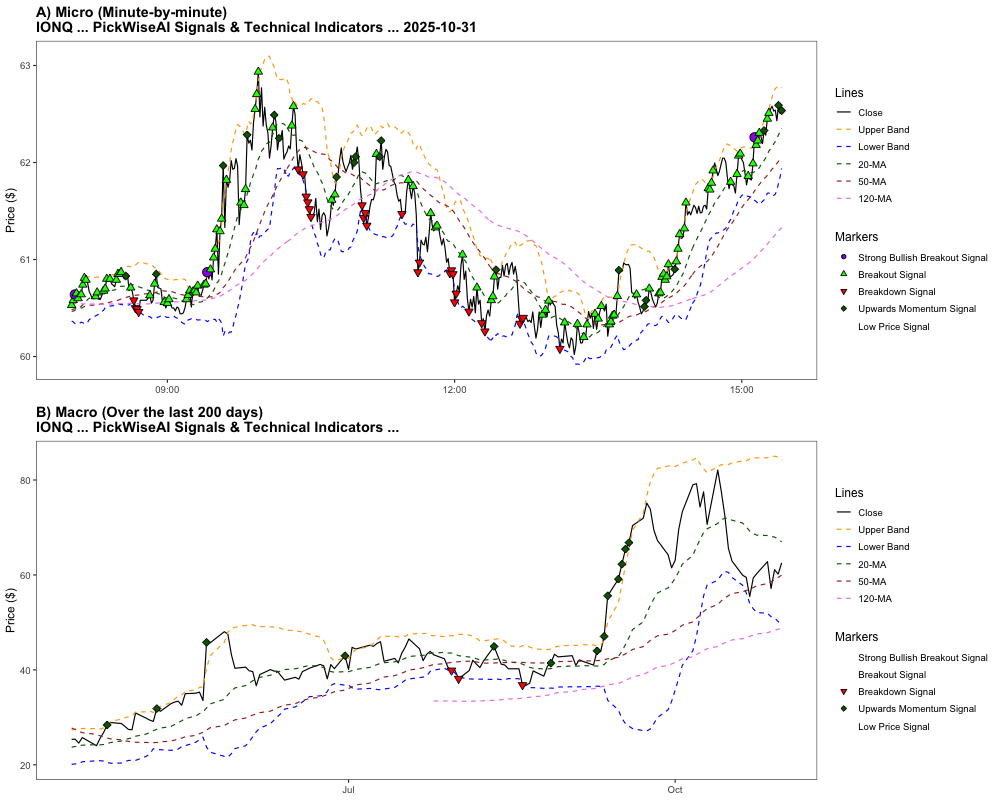 A) Micro (Minute-by-minute)
IONQ ... PickWiseAI Signals & Technical Indicators ... 2025-10-31
63
62
61
60
Price ($)
09:00
12:00
15:00
Lines
Close
Upper Band
Lower Band
20-MA
50-MA
120-MA
Markers
Strong Bullish Breakout Signal
Breakout Signal
Breakdown Signal
Upwards Momentum Signal
Low Price Signal
B) Macro (Over the last 200 days)
IONQ ... PickWiseAI Signals & Technical Indicators ...
80
60
40
20
Price ($)
Jul
Oct
Lines
Close
Upper Band
Lower Band
20-MA
50-MA
120-MA
Markers
Strong Bullish Breakout Signal
Breakout Signal
Breakdown Signal
Upwards Momentum Signal
Low Price Signal